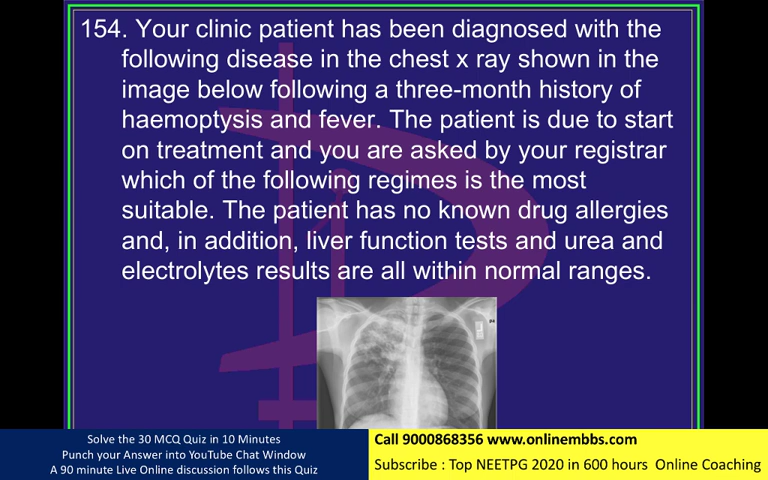 154. Your clinic patient has been diagnosed with the
following disease in the chest x ray shown in the
image below following a three-month history of
haemoptysis and fever. The patient is due to start
on treatment and you are asked by your registrar
which of the following regimes is the most
suitable. The patient has no known drug allergies
and, in addition, liver function tests and urea and
electrolytes results are all within normal ranges.
Solve the 30 MCQ Quiz in 10 Minutes
Punch your Answer into YouTube Chat Window
A 90 minute Live Online discussion follows this Quiz
Call 9000868356 www.onlinembbs.com
Subscribe : Top NEETPG 2020 in 600 hours Online Coaching